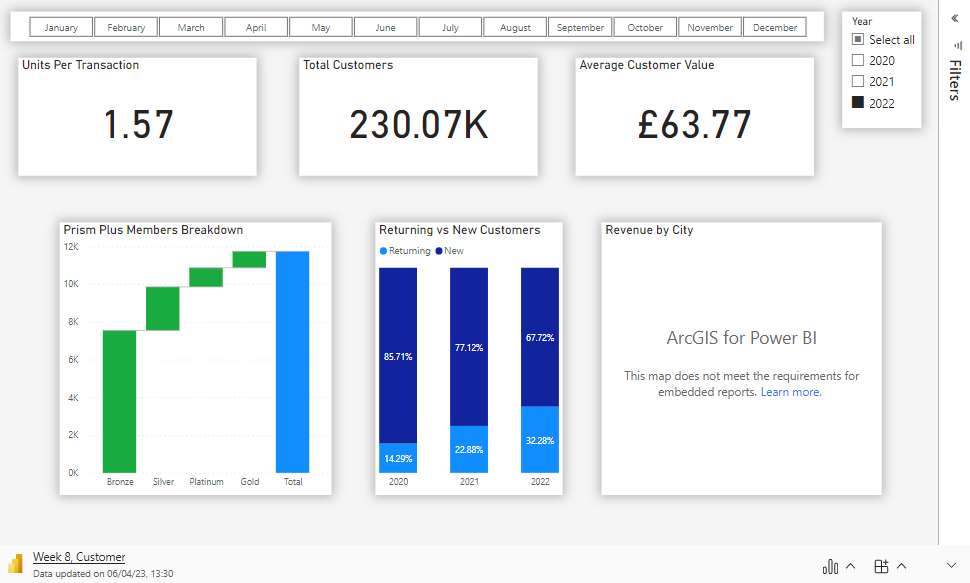 January February March April May June July August September October November December
Year
Select all
2020
2021
2022
Filters
Units Per Transaction
1.57
Total Customers
230.07K
Average Customer Value
£63.77
Prism Plus Members Breakdown
12K
10K
8K
6K
4K
2K
0K
Bronze Silver Platinum Gold Total
Returning vs New Customers
Returning New
85.71% 77.12% 67.72%
14.29% 22.88% 32.28%
2020 2021 2022
Revenue by City
ArcGIS for Power BI
This map does not meet the requirements for
embedded reports. Learn more.
Week 8, Customer
Data updated on 06/04/23, 13:30